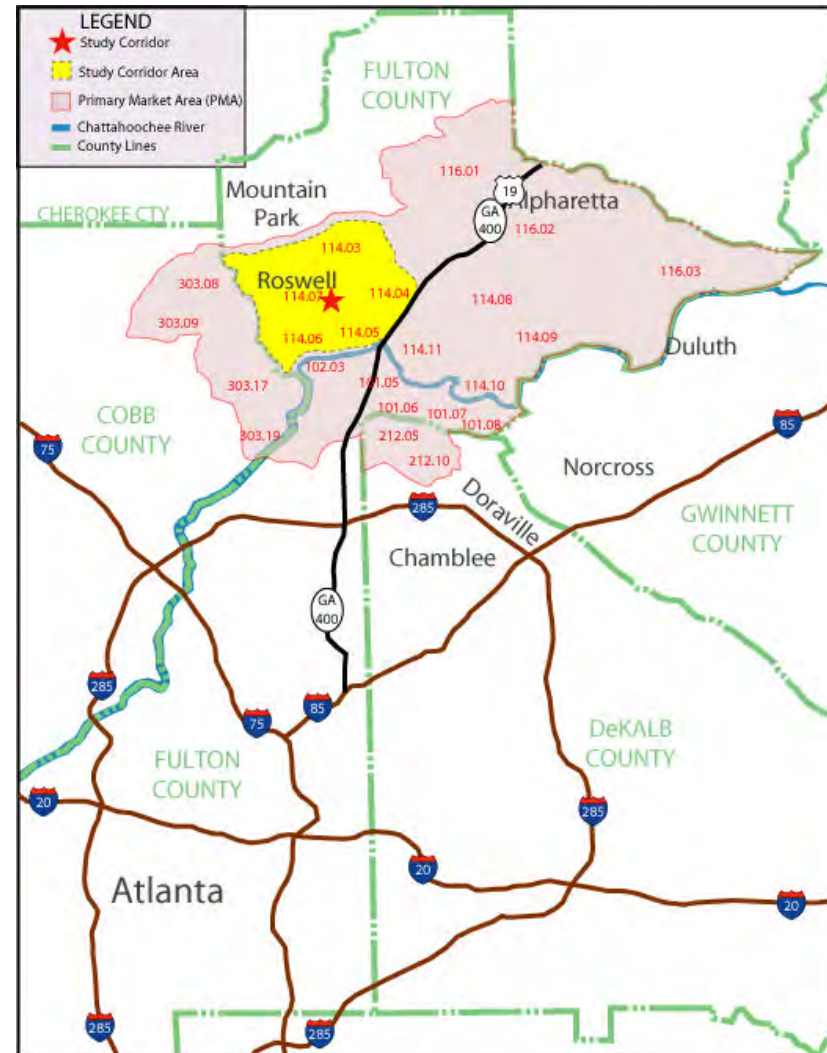 LEGEND
Study Corridor
Study Corridor Area
Primary Market Area (PMA)
Chattahoochee River
County Lines
FULTON
COUNTY
116.01
Mountain
Park
19
Alpharetta
CHEROKEE CTY
GA
400
116.02
114.03
Roswell
116.03
303.08
114.07
114.04
114.08
303.09
114.06
114.05
114.09
114.11
Duluth
102.03
303.17
101.05
114.10
101.06
101.07
101.08
COBB
COUNTY
303.19
212.05
85
75
212.10
Norcross
285
Doraville
GWINNETT
COUNTY
Chamblee
GA
400
285
85
75
DeKALB
COUNTY
FULTON
COUNTY
20
285
20
Atlanta
20
285
285